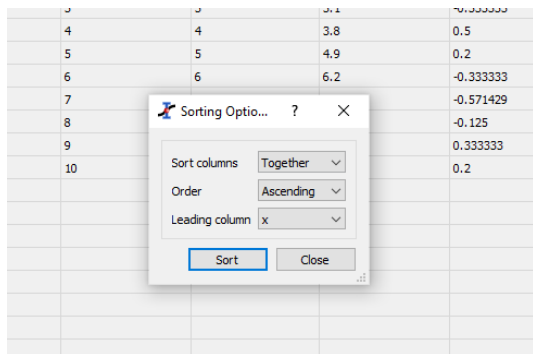 4 4 3.8 0.5
5 5 4.9 0.2
6 6 6.2 -0.333333
7 -0.571429
Sorting Optio... ? ×
8 -0.125
9 0.333333
Sort columns Together
10 0.2
Order Ascending
Leading column x
Sort Close